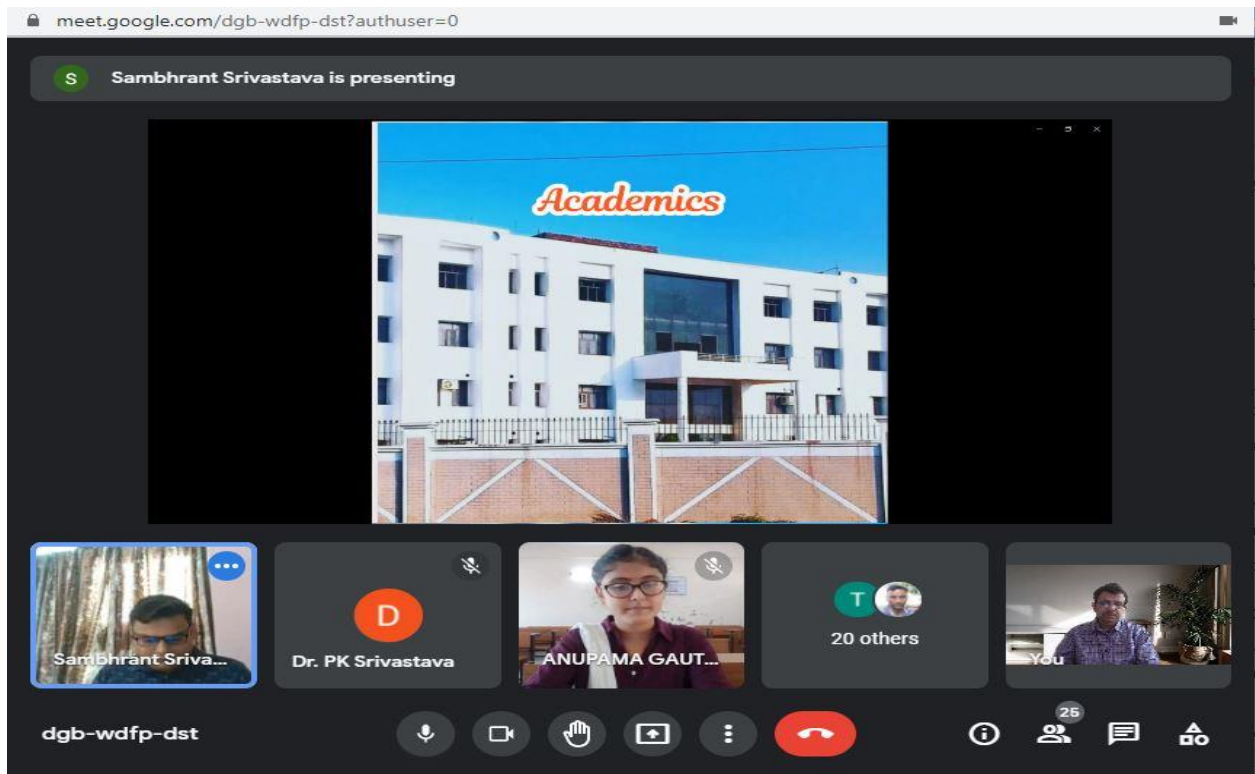 meet.google.com/dgb-wdfp-dst?authuser=0
S Sambhrant Srivastava is presenting
Academics
D
T
20 others
Sambhrant Sriva...
Dr. PK Srivastava
ANUPAMA GAUT...
You
25
dgb-wdfp-dst